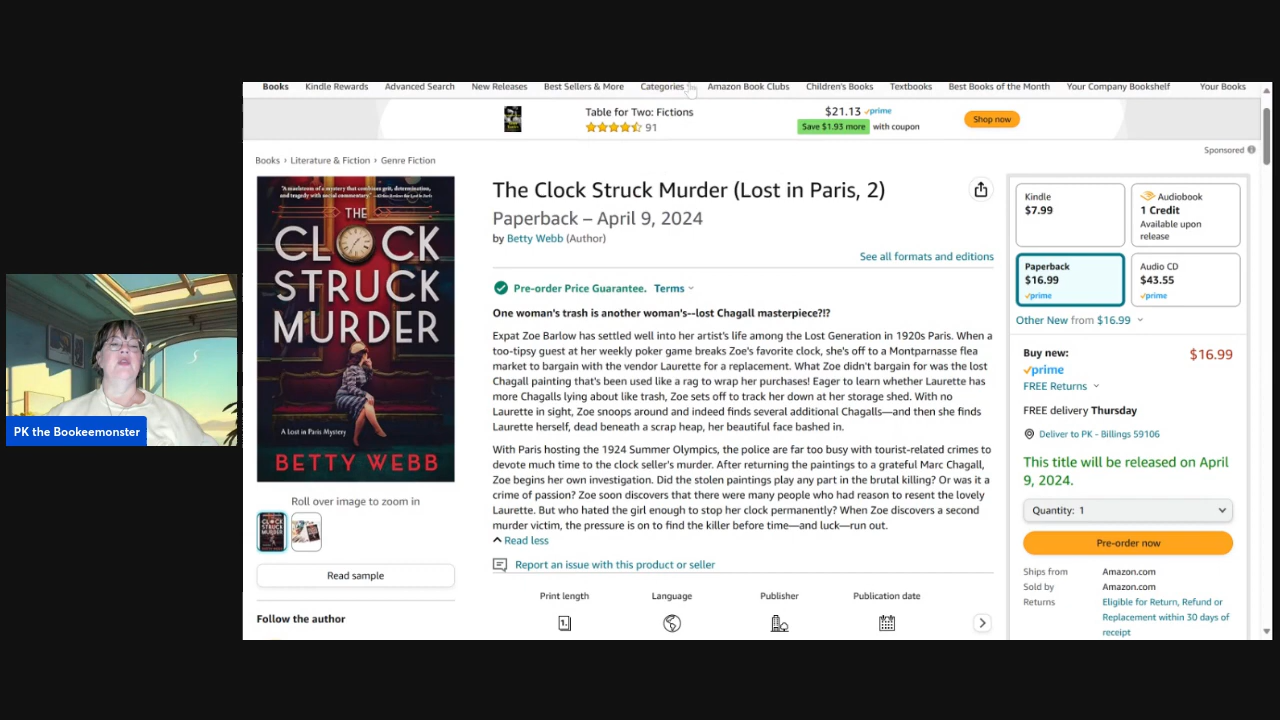 Books Kindle Rewards Advanced Search New Releases Best Sellers & More Categories Amazon Book Clubs Children's Books Textbooks Best Books of the Month Your Company Bookshelf Your Books
Table for Two: Fictions
91
$21.13 prime
Save $1.93 more with coupon
Shop now
Sponsored
Books › Literature & Fiction › Genre Fiction
"A maelstrom of a mystery that combines grit, determination,
and tragedy with social commentary."
THE
CLOCK
STRUCK
MURDER
A Lost in Paris Mystery
BETTY WEBB
Roll over image to zoom in
Read sample
Follow the author
The Clock Struck Murder (Lost in Paris, 2)
Paperback – April 9, 2024
by Betty Webb (Author)
See all formats and editions
Pre-order Price Guarantee. Terms
One woman's trash is another woman's--lost Chagall masterpiece?!?
Expat Zoe Barlow has settled well into her artist's life among the Lost Generation in 1920s Paris. When a
too-tipsy guest at her weekly poker game breaks Zoe's favorite clock, she's off to a Montparnasse flea
market to bargain with the vendor Laurette for a replacement. What Zoe didn't bargain for was the lost
Chagall painting that's been used like a rag to wrap her purchases! Eager to learn whether Laurette has
more Chagalls lying about like trash, Zoe sets off to track her down at her storage shed. With no
Laurette in sight, Zoe snoops around and indeed finds several additional Chagalls—and then she finds
Laurette herself, dead beneath a scrap heap, her beautiful face bashed in.
With Paris hosting the 1924 Summer Olympics, the police are far too busy with tourist-related crimes to
devote much time to the clock seller's murder. After returning the paintings to a grateful Marc Chagall,
Zoe begins her own investigation. Did the stolen paintings play any part in the brutal killing? Or was it a
crime of passion? Zoe soon discovers that there were many people who had reason to resent the lovely
Laurette. But who hated the girl enough to stop her clock permanently? When Zoe discovers a second
murder victim, the pressure is on to find the killer before time—and luck—run out.
Read less
Report an issue with this product or seller
Print length Language Publisher Publication date
1
Kindle
$7.99
Audiobook
1 Credit
Available upon
release
Paperback
$16.99
prime
Audio CD
$43.55
prime
Other New from $16.99
Buy new: $16.99
prime
FREE Returns
FREE delivery Thursday
Deliver to PK - Billings 59106
This title will be released on April
9, 2024.
Quantity: 1
Pre-order now
Ships from Amazon.com
Sold by Amazon.com
Returns Eligible for Return, Refund or
Replacement within 30 days of
receipt
PK the Bookeemonster